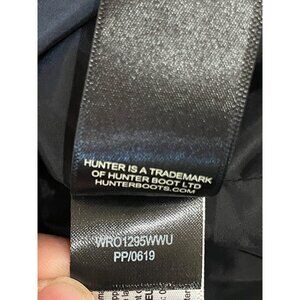 HUNTER IS A TRADEMARK
OF HUNTER BOOT LTD
HUNTERBOOTS.COM
WRO1295WWU
PP/0619